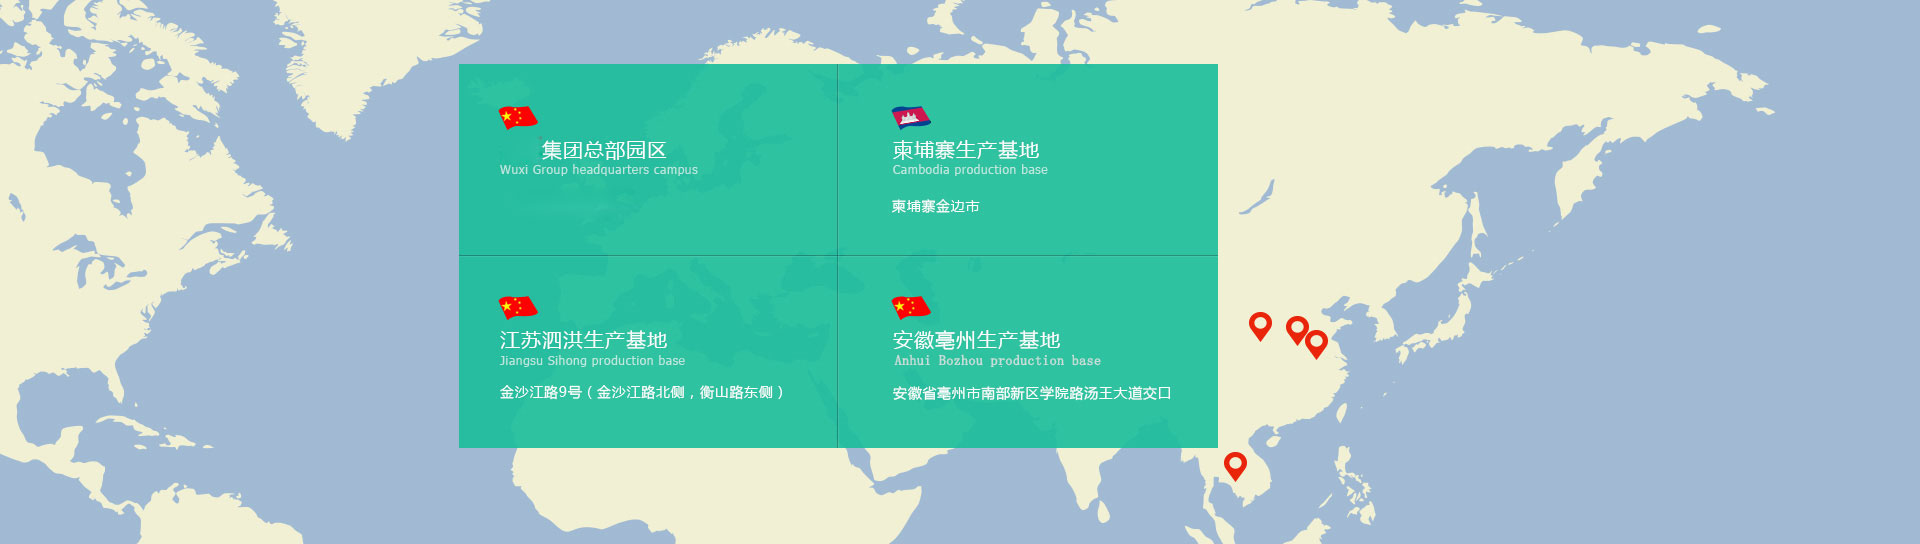 集团总部园区
Wuxi Group headquarters campus
柬埔寨生产基地
Cambodia production base
柬埔寨金边市
江苏泗洪生产基地
Jiangsu Sihong production base
金沙江路9号（金沙江路北侧，衡山路东侧）
安徽亳州生产基地
Anhui Bozhou production base
安徽省亳州市南部新区学院路汤王大道交口